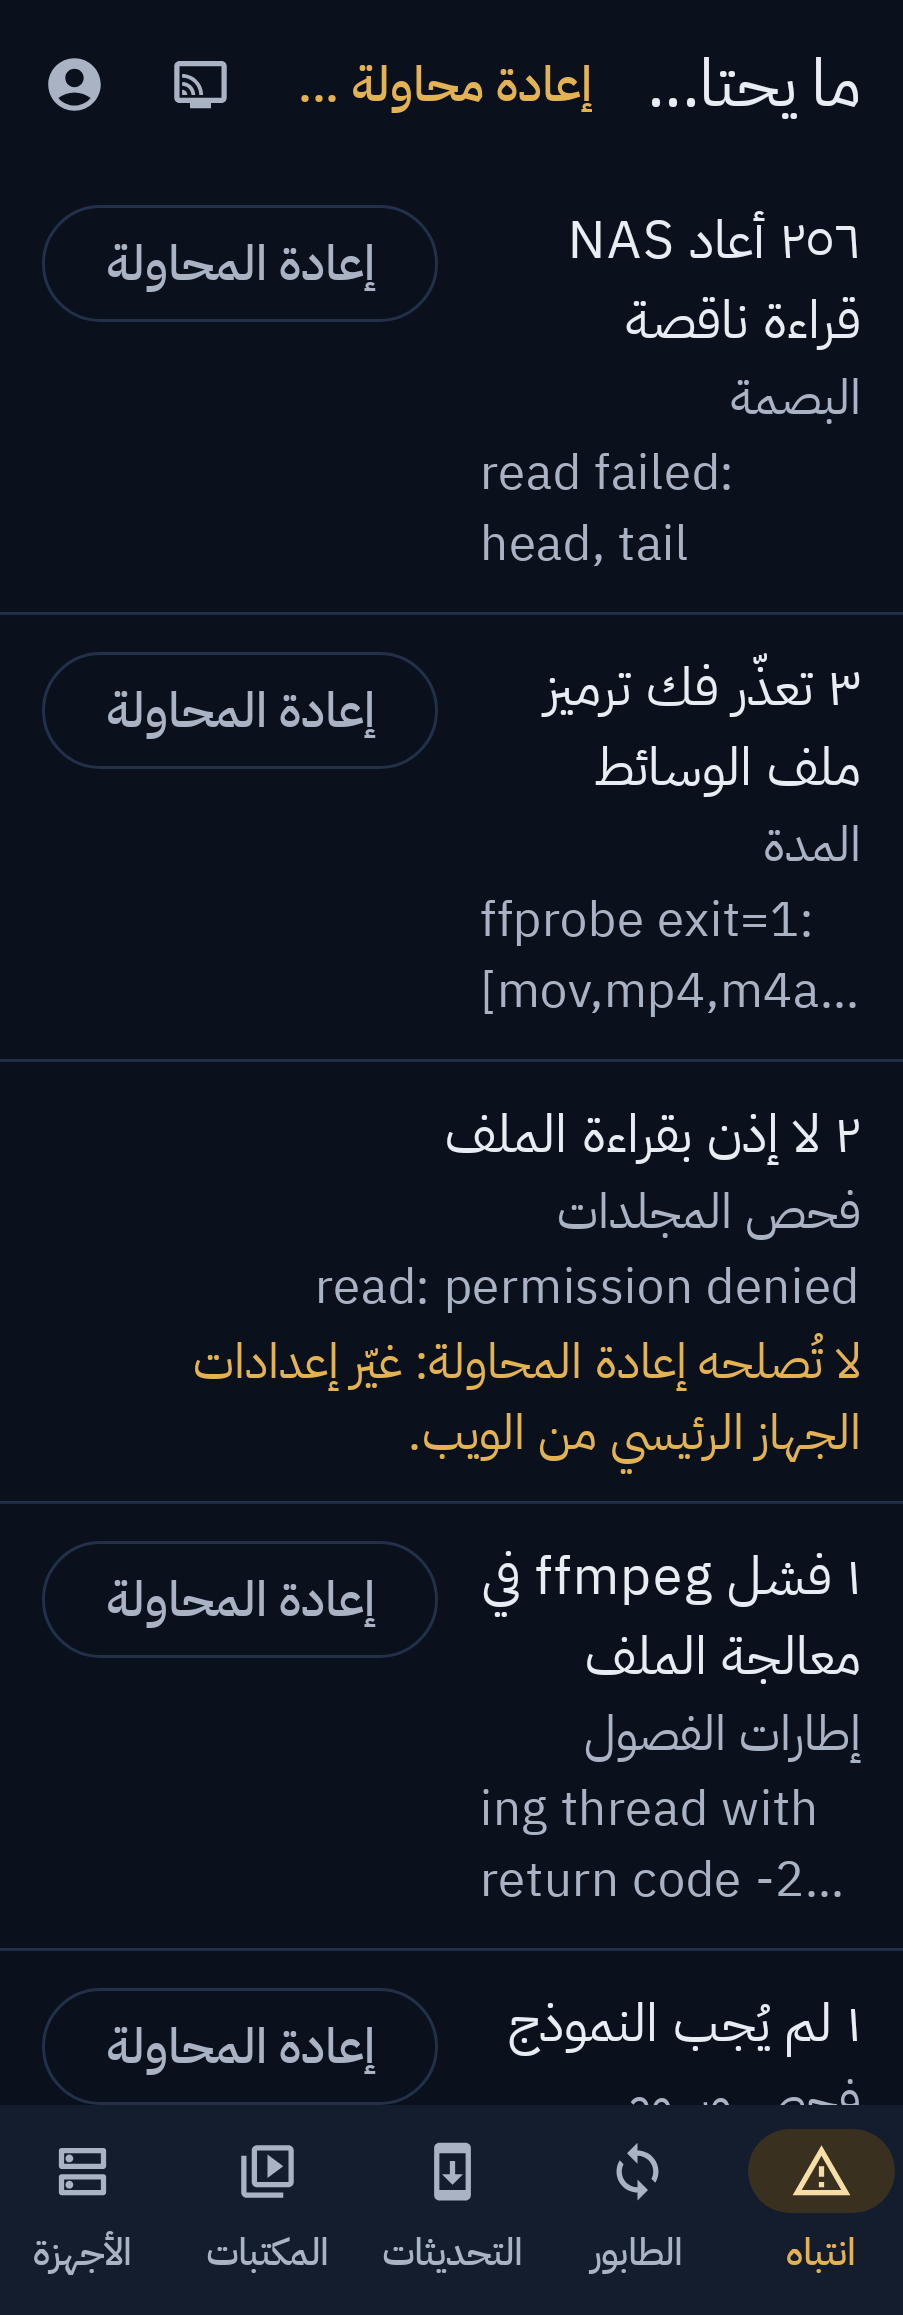 ما يحتا...
إعادة محاولة ...
٢٥٦ أعاد NAS
قراءة ناقصة
البصمة
read failed:
head, tail
إعادة المحاولة
٣ تعذّر فك ترميز
ملف الوسائط
المدة
ffprobe exit=1:
[mov,mp4,m4a...
إعادة المحاولة
٢ لا إذن بقراءة الملف
فحص المجلدات
read: permission denied
لا تُصلحه إعادة المحاولة: غيّر إعدادات
الجهاز الرئيسي من الويب.
١ فشل ffmpeg في
معالجة الملف
إطارات الفصول
ing thread with
return code -2...
إعادة المحاولة
١ لم يُجب النموذج
إعادة المحاولة
انتباه
الطابور
التحديثات
المكتبات
الأجهزة